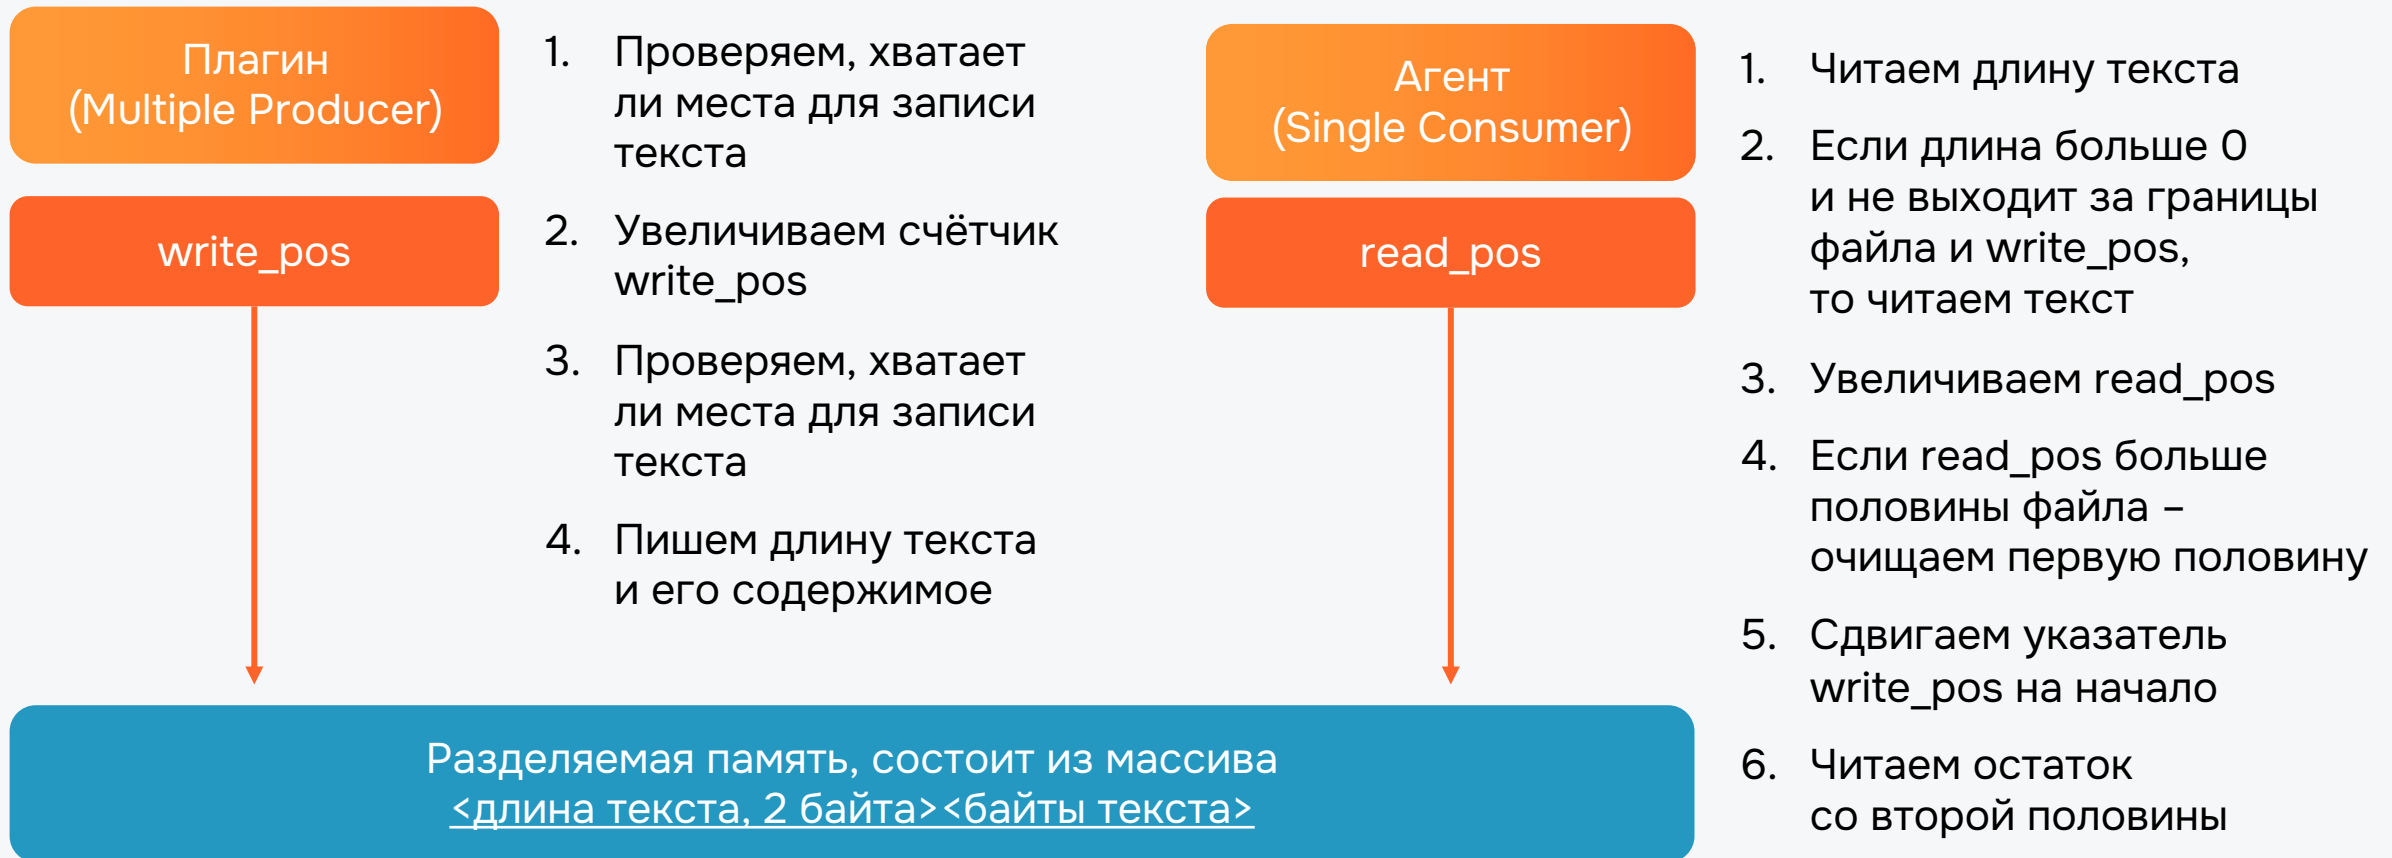 Плагин
(Multiple Producer)
write_pos
1. Проверяем, хватает
ли места для записи
текста
2. Увеличиваем счётчик
write_pos
3. Проверяем, хватает
ли места для записи
текста
4. Пишем длину текста
и его содержимое
Агент
(Single Consumer)
read_pos
1. Читаем длину текста
2. Если длина больше 0
и не выходит за границы
файла и write_pos,
то читаем текст
3. Увеличиваем read_pos
4. Если read_pos больше
половины файла –
очищаем первую половину
5. Сдвигаем указатель
write_pos на начало
6. Читаем остаток
со второй половины
Разделяемая память, состоит из массива
<длина текста, 2 байта><байты текста>